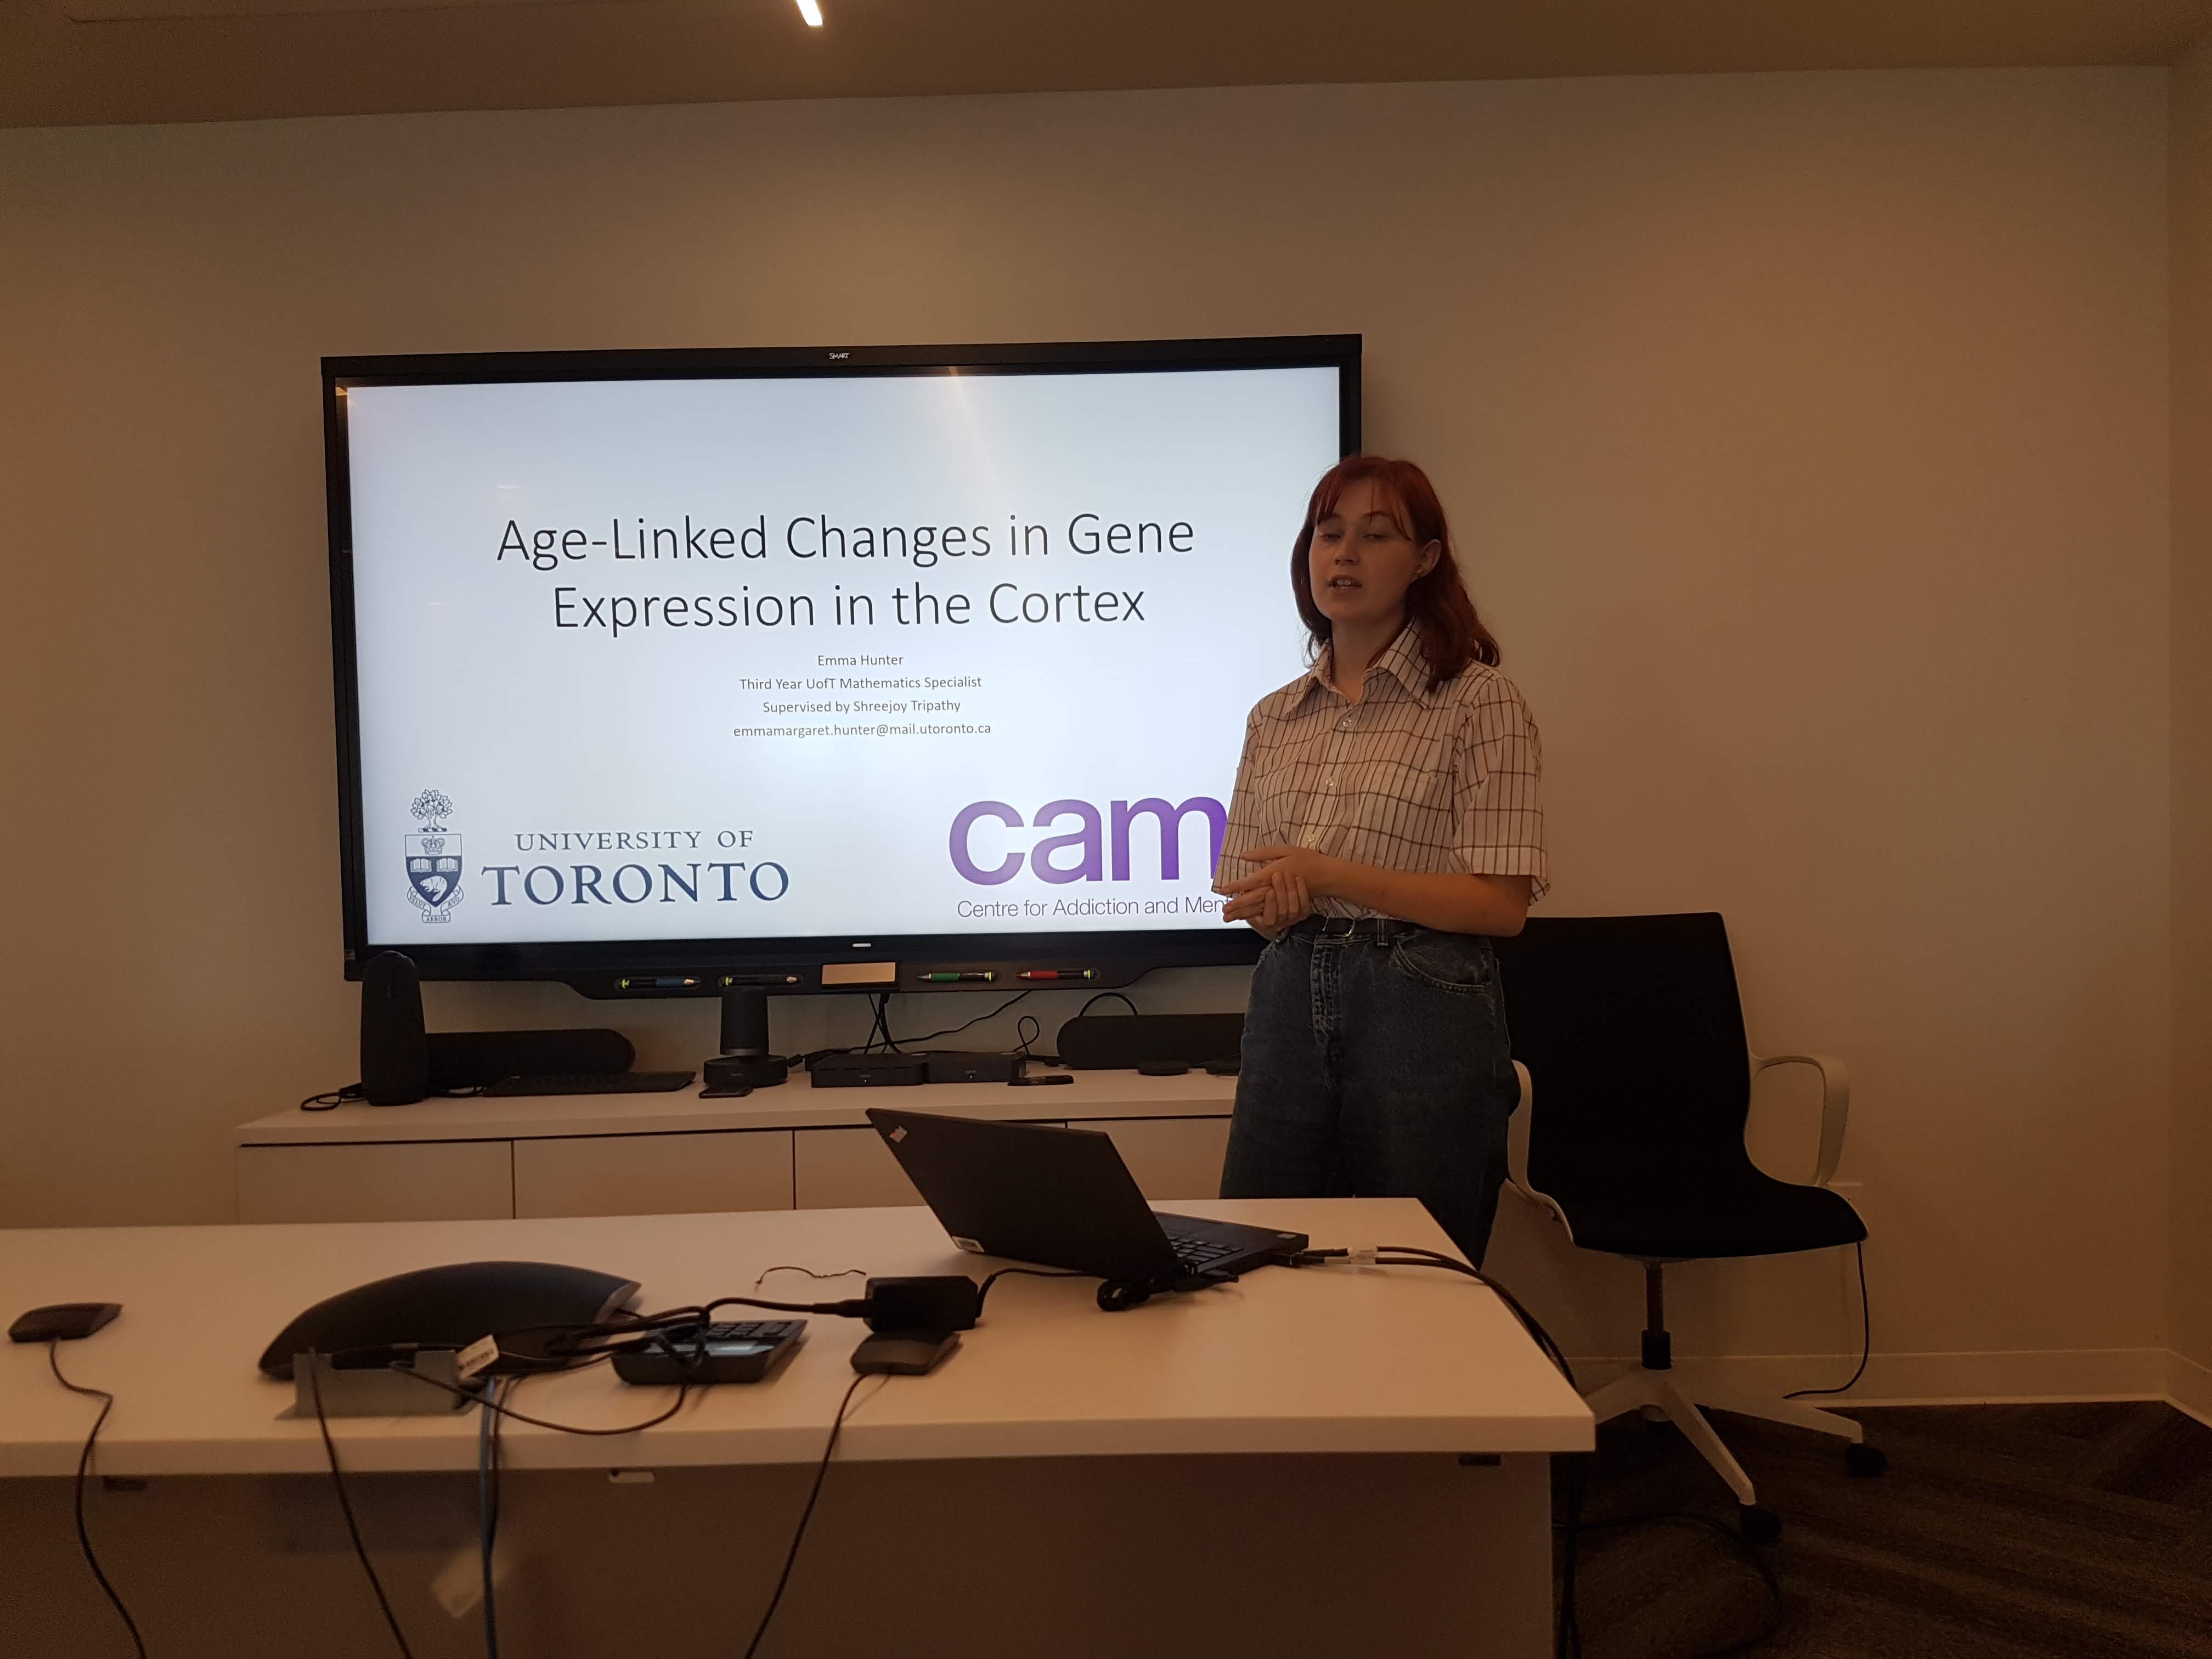 SMART
Age-Linked Changes in Gene
Expression in the Cortex
Emma Hunter
Third Year UofT Mathematics Specialist
Supervised by Shreejoy Tripathy
emmamargaret.hunter@mail.utoronto.ca
UNIVERSITY OF
TORONTO
cam
Centre for Addiction and Men